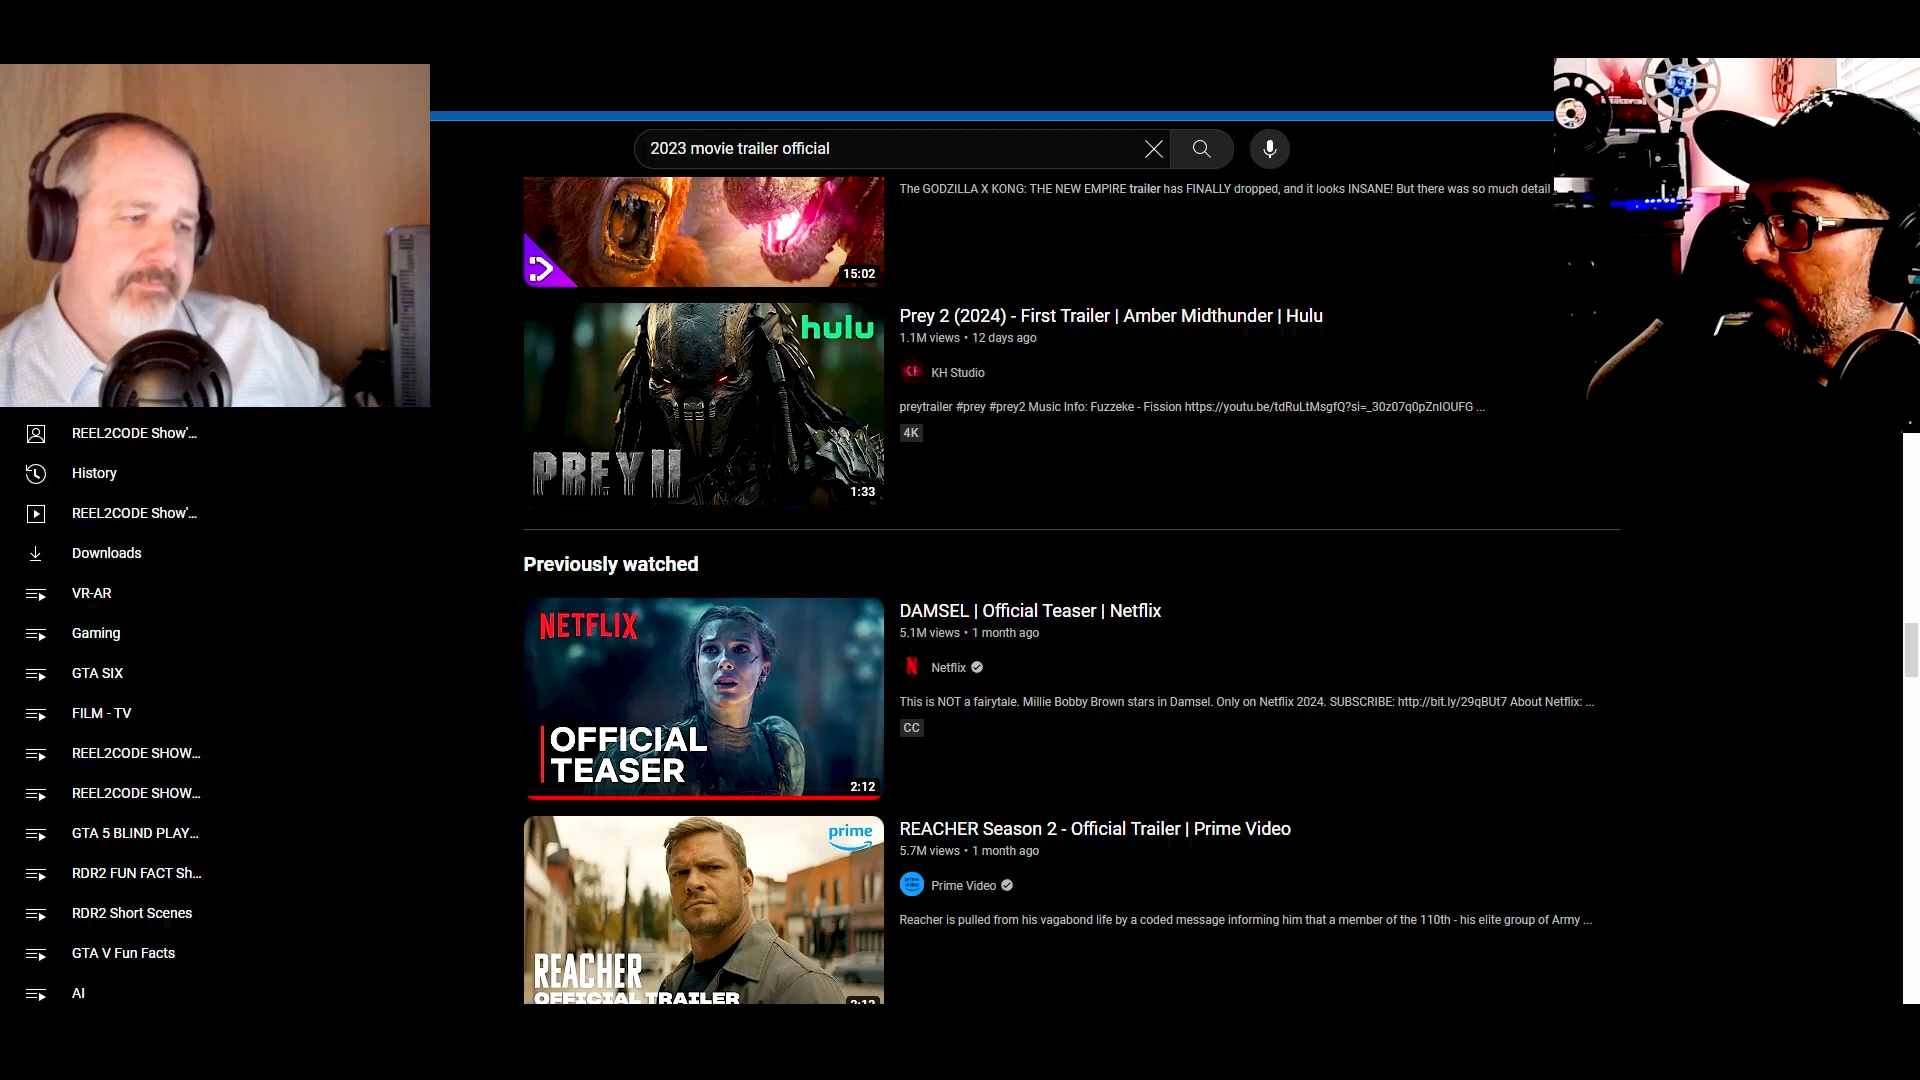 2023 movie trailer official
The GODZILLA X KONG: THE NEW EMPIRE trailer has FINALLY dropped, and it looks INSANE! But there was so much detail
15:02
hulu
PREY II
1:33
Prey 2 (2024) - First Trailer | Amber Midthunder | Hulu
1.1M views • 12 days ago
KH Studio
preytrailer #prey #prey2 Music Info: Fuzzeke - Fission https://youtu.be/tdRuLtMsgfQ?si=_30z07q0pZnIOUFG ...
4K
REEL2CODE Show'...
History
REEL2CODE Show'...
Downloads
VR-AR
Gaming
GTA SIX
FILM - TV
REEL2CODE SHOW...
REEL2CODE SHOW...
GTA 5 BLIND PLAY...
RDR2 FUN FACT Sh...
RDR2 Short Scenes
GTA V Fun Facts
AI
Previously watched
NETFLIX
OFFICIAL
TEASER
2:12
DAMSEL | Official Teaser | Netflix
5.1M views • 1 month ago
N
Netflix
This is NOT a fairytale. Millie Bobby Brown stars in Damsel. Only on Netflix 2024. SUBSCRIBE: http://bit.ly/29qBUt7 About Netflix: ...
CC
prime
REACHER
OFFICIAL TRAILER
REACHER Season 2 - Official Trailer | Prime Video
5.7M views • 1 month ago
prime video
Prime Video
Reacher is pulled from his vagabond life by a coded message informing him that a member of the 110th - his elite group of Army ...